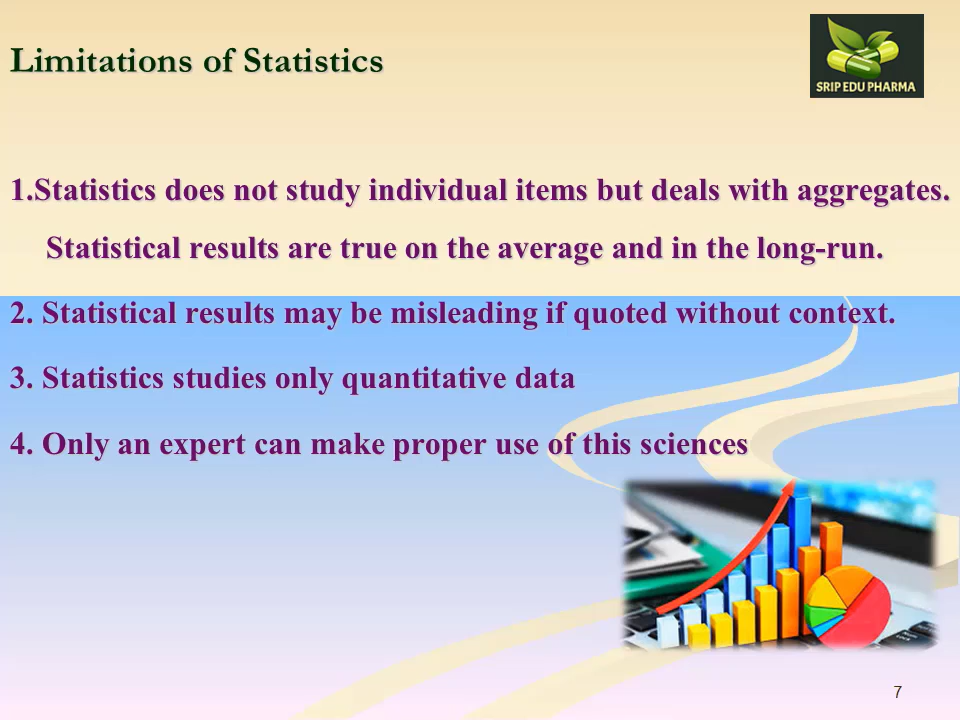 Limitations of Statistics
SRIP EDU PHARMA
1.Statistics does not study individual items but deals with aggregates.
Statistical results are true on the average and in the long-run.
2. Statistical results may be misleading if quoted without context.
3. Statistics studies only quantitative data
4. Only an expert can make proper use of this sciences
7